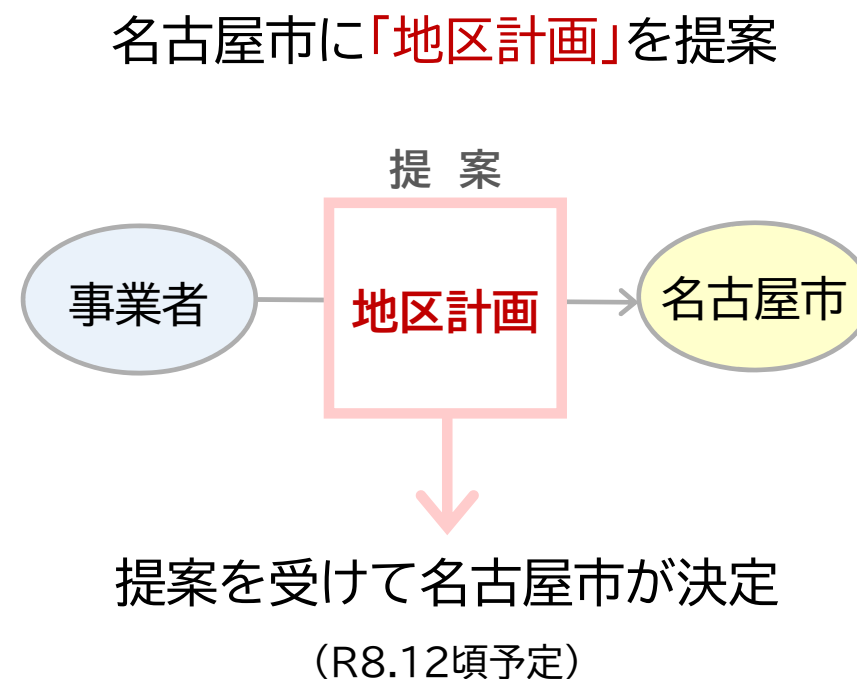 名古屋市に「地区計画」を提案
提 案
事業者
地区計画
名古屋市
提案を受けて名古屋市が決定
（R8.12頃予定）